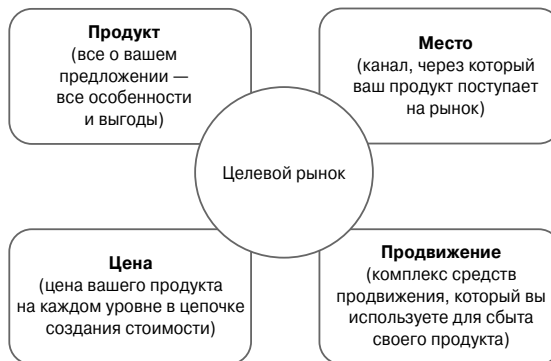 Продукт
(все о вашем
предложении —
все особенности
и выгоды)
Место
(канал, через который
ваш продукт поступает
на рынок)
Целевой рынок
Цена
(цена вашего продукта
на каждом уровне в цепочке
создания стоимости)
Продвижение
(комплекс средств
продвижения, который вы
используете для сбыта
своего продукта)